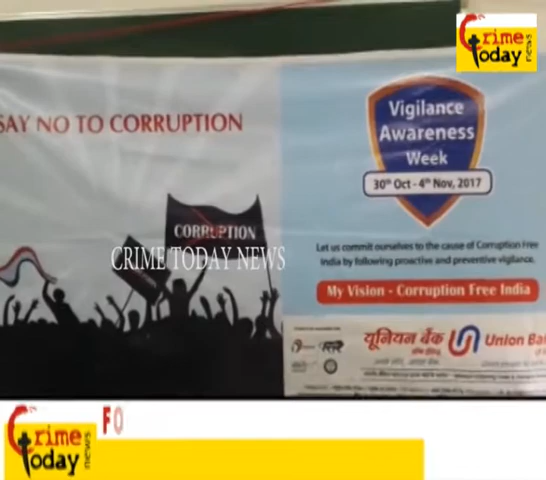 Crime
Today
news
SAY NO TO CORRUPTION
CORRUPTION
CRIME TODAY NEWS
Vigilance
Awareness
Week
30th Oct - 4th Nov, 2017
Let us commit ourselves to the cause of Corruption Free
India by following proactive and preventive vigilance.
My Vision - Corruption Free India
यूनियन बैंक
Union Ba
Crime
Today
news
FO